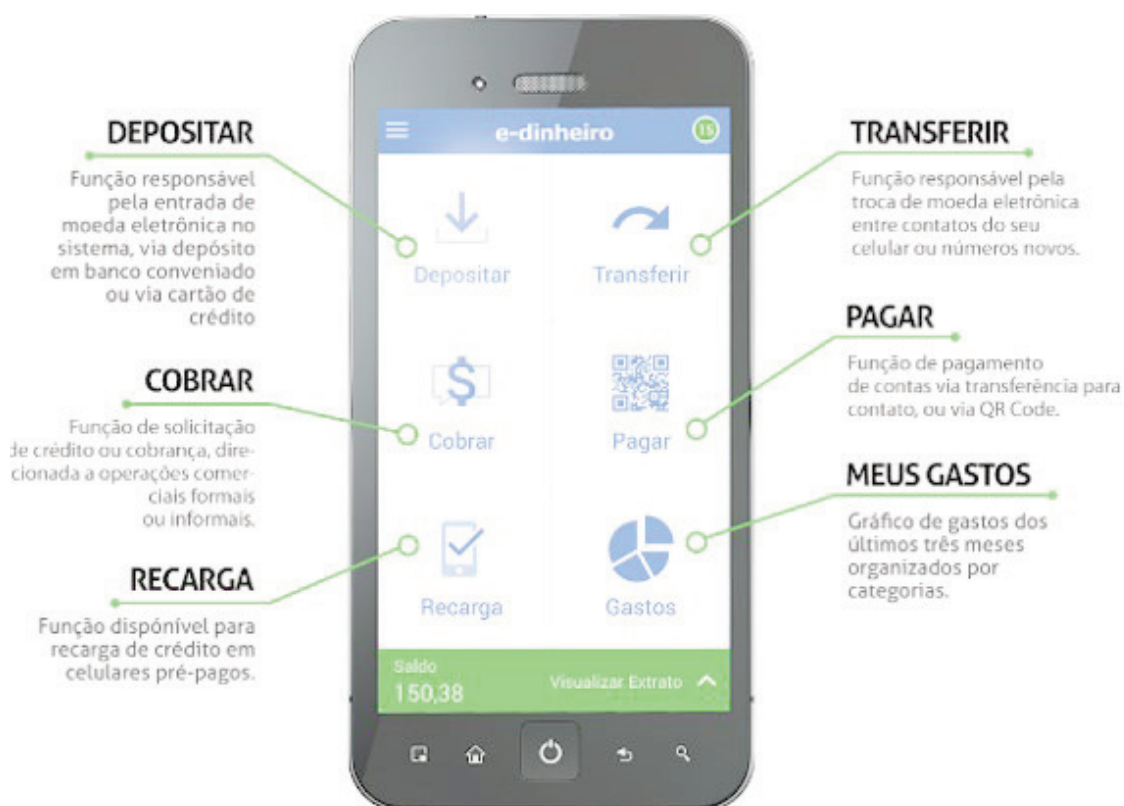 DEPOSITAR
Função responsável
pela entrada de
moeda eletrônica no
sistema, via depósito
em banco conveniado
ou via cartão de
crédito
COBRAR
Função de solicitação
de crédito ou cobrança, dire-
cionada a operações comer-
ciais formais
ou informais.
RECARGA
Função dispónível para
recarga de crédito em
celulares pré-pagos.
e-dinheiro
15
Depositar
Transferir
Cobrar
Pagar
Recarga
Gastos
Saldo
150,38
Visualizar Extrato
TRANSFERIR
Função responsável pela
troca de moeda eletrônica
entre contatos do seu
celular ou números novos.
PAGAR
Função de pagamento
de contas via transferência para
contato, ou via QR Code.
MEUS GASTOS
Gráfico de gastos dos
últimos três meses
organizados por
categorias.